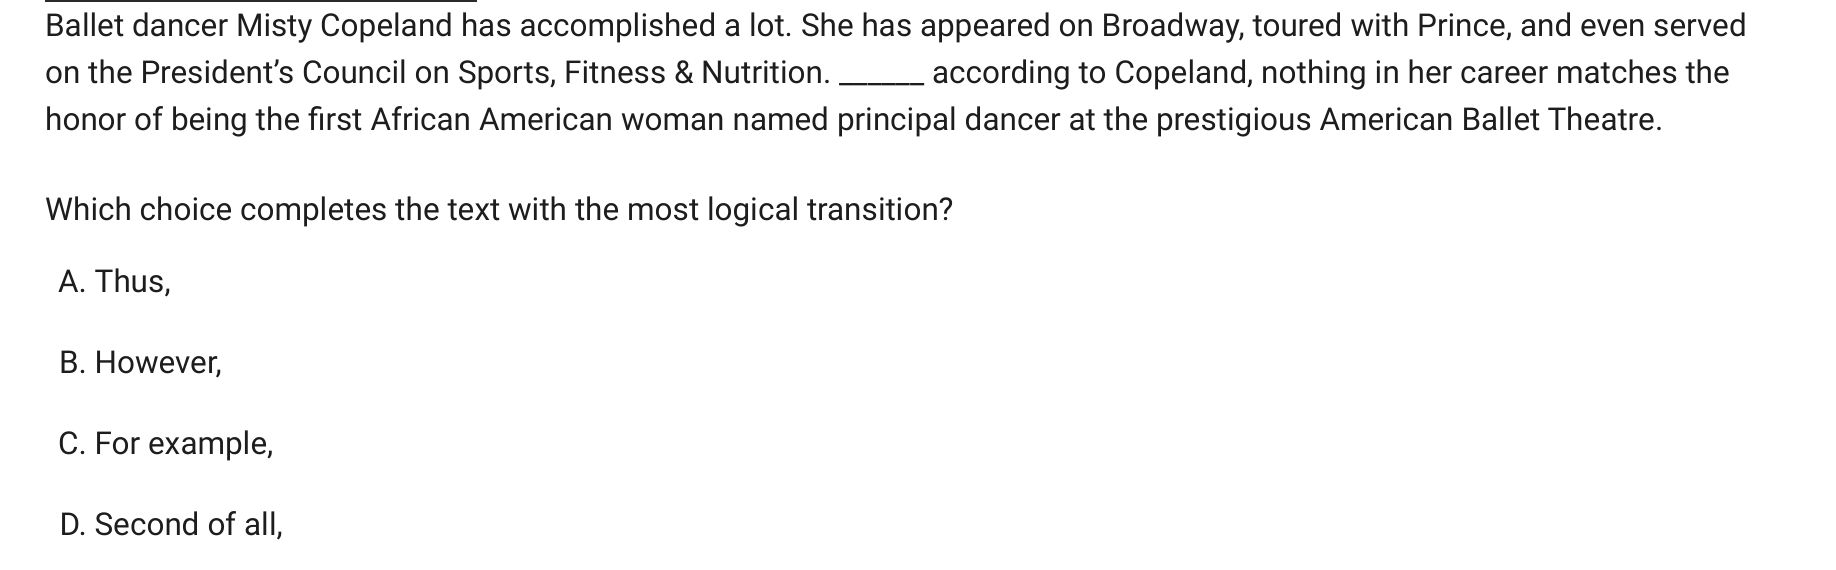 Ballet dancer Misty Copeland has accomplished a lot. She has appeared on Broadway, toured with Prince, and even served
on the President’s Council on Sports, Fitness & Nutrition. ______ according to Copeland, nothing in her career matches the
honor of being the first African American woman named principal dancer at the prestigious American Ballet Theatre.
Which choice completes the text with the most logical transition?
A. Thus,
B. However,
C. For example,
D. Second of all,